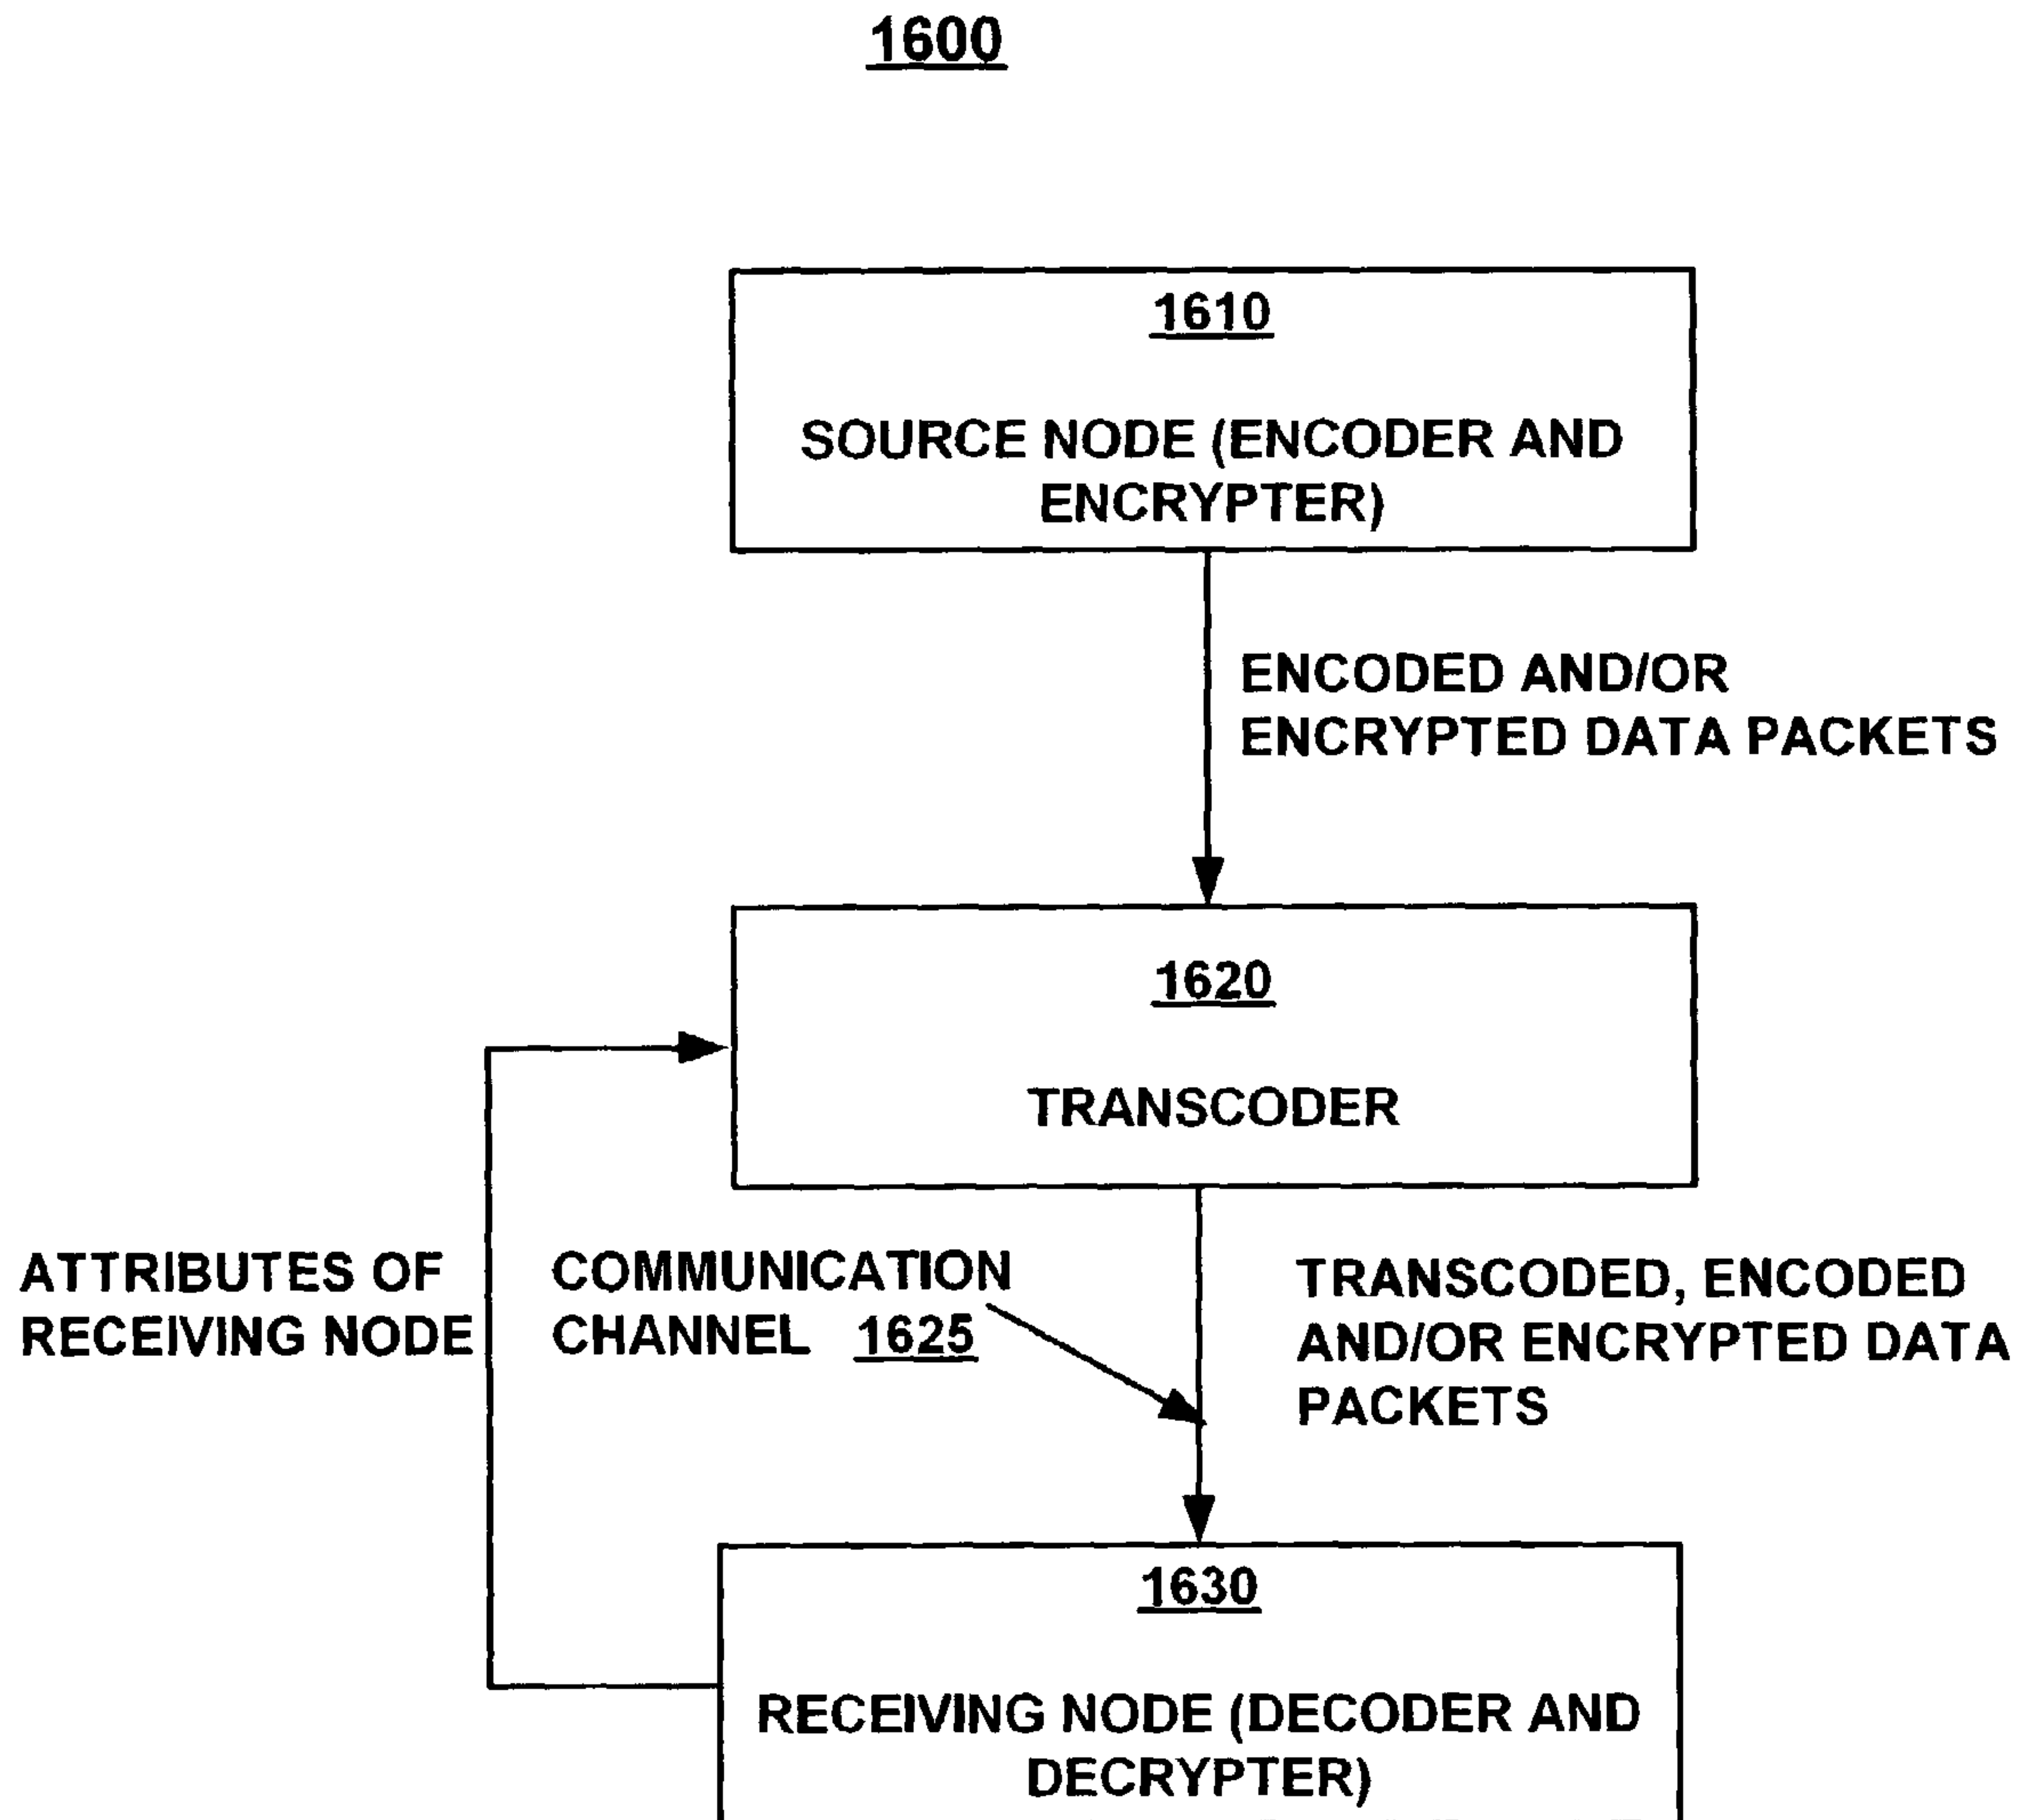 1600
1610
SOURCE NODE (ENCODER AND
ENCRYPTER)
ENCODED AND/OR
ENCRYPTED DATA PACKETS
1620
TRANSCODER
ATTRIBUTES OF
RECEIVING NODE
COMMUNICATION
CHANNEL 1625
TRANSCODED, ENCODED
AND/OR ENCRYPTED DATA
PACKETS
1630
RECEIVING NODE (DECODER AND
DECRYPTER)